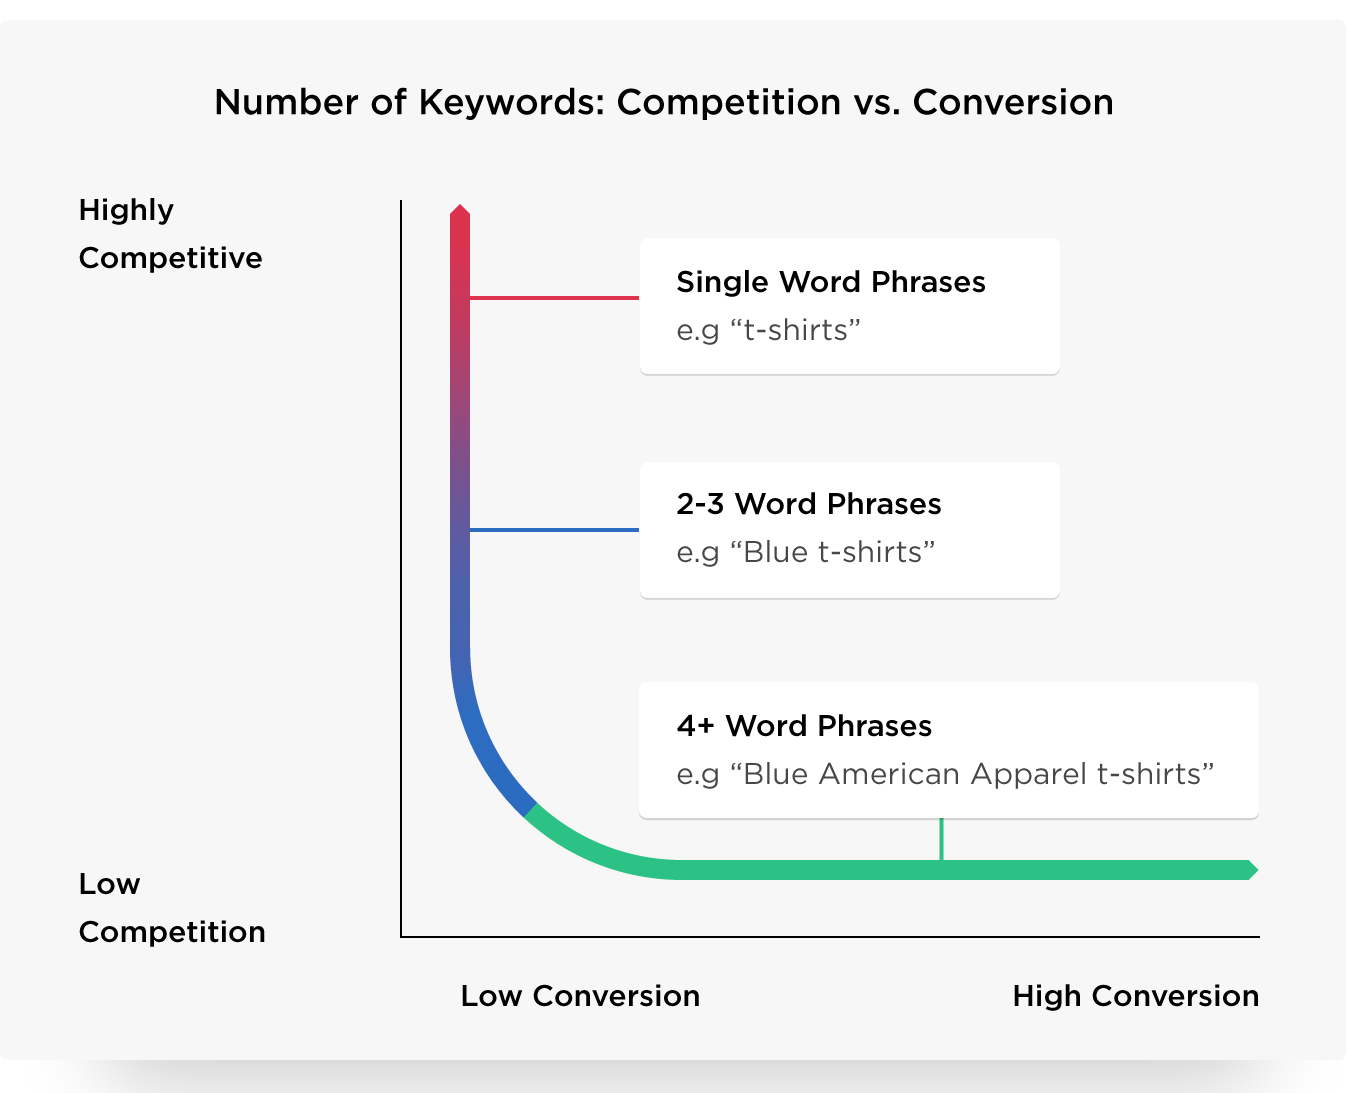 Number of Keywords: Competition vs. Conversion
Highly
Competitive
Single Word Phrases
e.g “t-shirts”
2-3 Word Phrases
e.g “Blue t-shirts”
4+ Word Phrases
e.g “Blue American Apparel t-shirts”
Low
Competition
Low Conversion
High Conversion